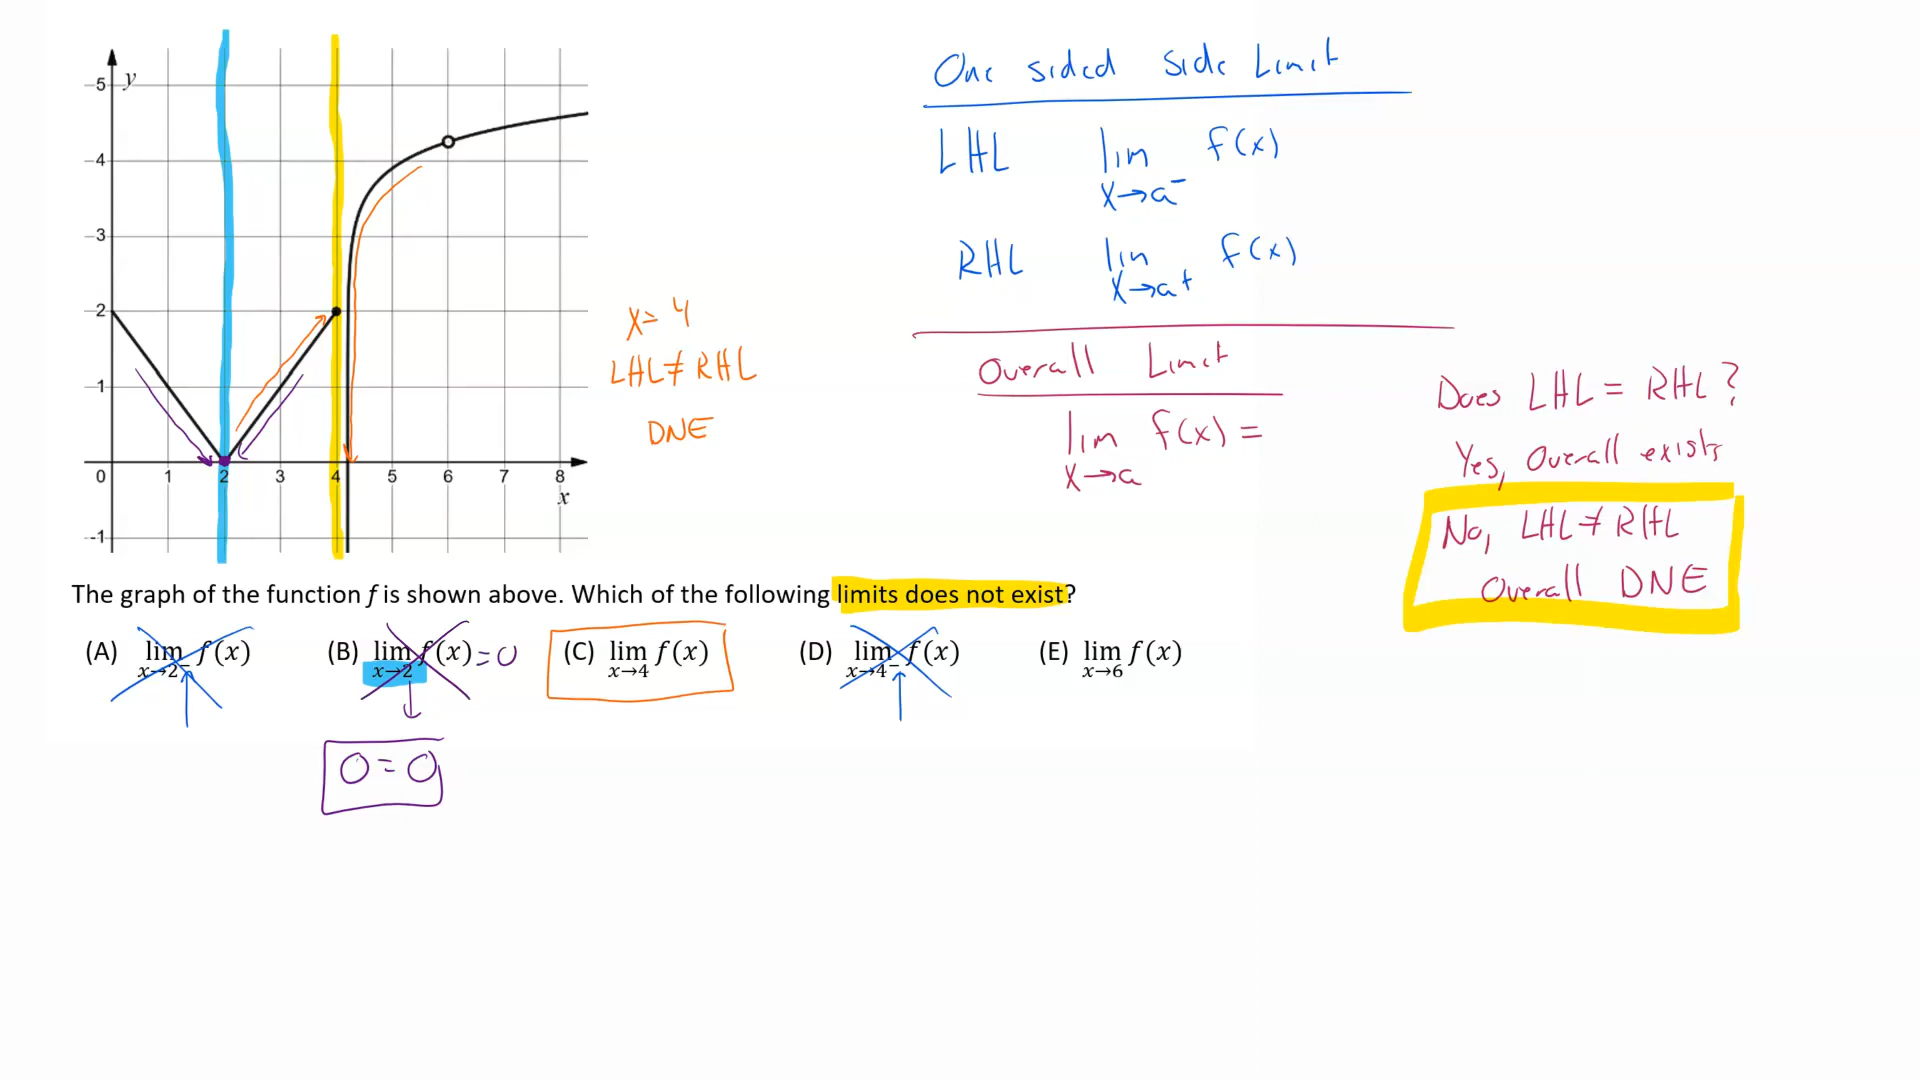 One sided Side Limit
LHL lim f(x)
x→a⁻
RHL lim f(x)
x→a⁺
Overall Limit
lim f(x) =
x→a
Does LHL = RHL?
Yes, Overall exists
No, LHL ≠ RHL
Overall DNE
y
5
4
3
2
1
-1
0 1 2 3 4 5 6 7 8
x
x = 4
LHL ≠ RHL
DNE
The graph of the function f is shown above. Which of the following limits does not exist?
(A) lim x→2⁻ f(x) (B) lim x→2 f(x) = 0 (C) lim x→4 f(x) (D) lim x→4⁻ f(x) (E) lim x→6 f(x)
0 = 0